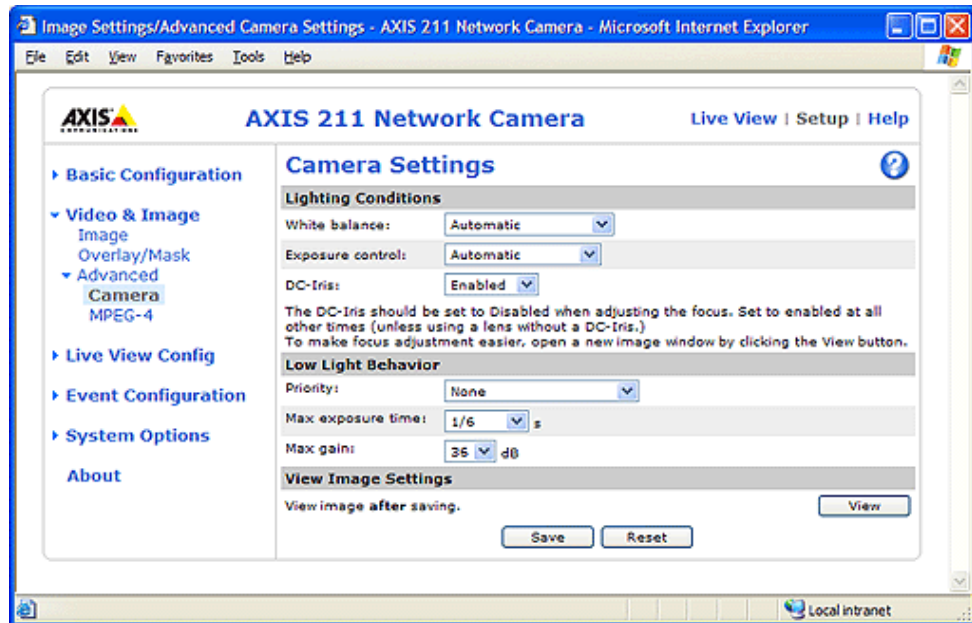 Image Settings/Advanced Camera Settings - AXIS 211 Network Camera - Microsoft Internet Explorer
File Edit View Favorites Tools Help
AXIS
COMMUNICATIONS
AXIS 211 Network Camera
Live View | Setup | Help
Basic Configuration
Video & Image
Image
Overlay/Mask
Advanced
Camera
MPEG-4
Live View Config
Event Configuration
System Options
About
Camera Settings
?
Lighting Conditions
White balance: Automatic
Exposure control: Automatic
DC-Iris: Enabled
The DC-Iris should be set to Disabled when adjusting the focus. Set to enabled at all
other times (unless using a lens without a DC-Iris.)
To make focus adjustment easier, open a new image window by clicking the View button.
Low Light Behavior
Priority: None
Max exposure time: 1/6 s
Max gain: 36 dB
View Image Settings
View image after saving. View
Save Reset
Local intranet